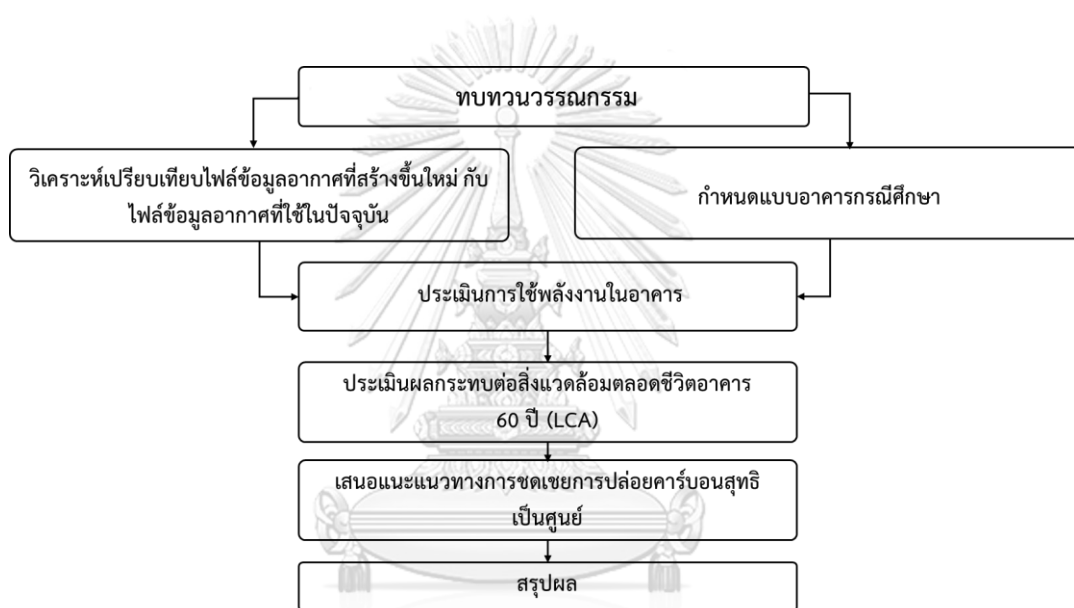 ทบทวนวรรณกรรม
วิเคราะห์เปรียบเทียบไฟล์ข้อมูลอากาศที่สร้างขึ้นใหม่ กับ
ไฟล์ข้อมูลอากาศที่ใช้ในปัจจุบัน
กำหนดแบบอาคารกรณีศึกษา
ประเมินการใช้พลังงานในอาคาร
ประเมินผลกระทบต่อสิ่งแวดล้อมตลอดชีวิตอาคาร
60 ปี (LCA)
เสนอแนะแนวทางการชดเชยการปล่อยคาร์บอนสุทธิ
เป็นศูนย์
สรุปผล